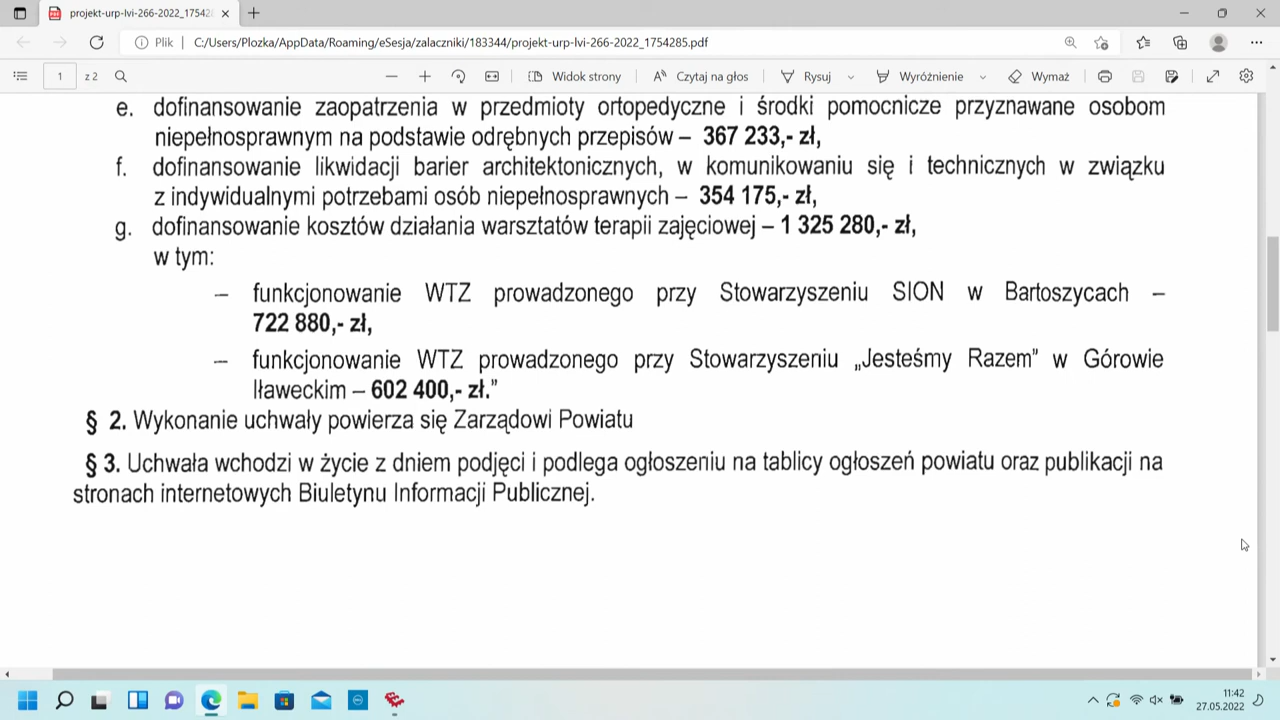 projekt-urp-lvi-266-2022_17542
Plik
C:/Users/Plozka/AppData/Roaming/eSesja/zalaczniki/183344/projekt-urp-lvi-266-2022_1754285.pdf
1 z 2
Widok strony
Czytaj na głos
Rysuj
Wyróżnienie
Wymaż
e. dofinansowanie zaopatrzenia w przedmioty ortopedyczne i środki pomocnicze przyznawane osobom
niepełnosprawnym na podstawie odrębnych przepisów – 367 233,- zł,
f. dofinansowanie likwidacji barier architektonicznych, w komunikowaniu się i technicznych w związku
z indywidualnymi potrzebami osób niepełnosprawnych – 354 175,- zł,
g. dofinansowanie kosztów działania warsztatów terapii zajęciowej – 1 325 280,- zł,
w tym:
– funkcjonowanie WTZ prowadzonego przy Stowarzyszeniu SION w Bartoszycach –
722 880,- zł,
– funkcjonowanie WTZ prowadzonego przy Stowarzyszeniu „Jesteśmy Razem” w Górowie
Iławeckim – 602 400,- zł.”
§ 2. Wykonanie uchwały powierza się Zarządowi Powiatu
§ 3. Uchwała wchodzi w życie z dniem podjęci i podlega ogłoszeniu na tablicy ogłoszeń powiatu oraz publikacji na
stronach internetowych Biuletynu Informacji Publicznej.
11:42
27.05.2022